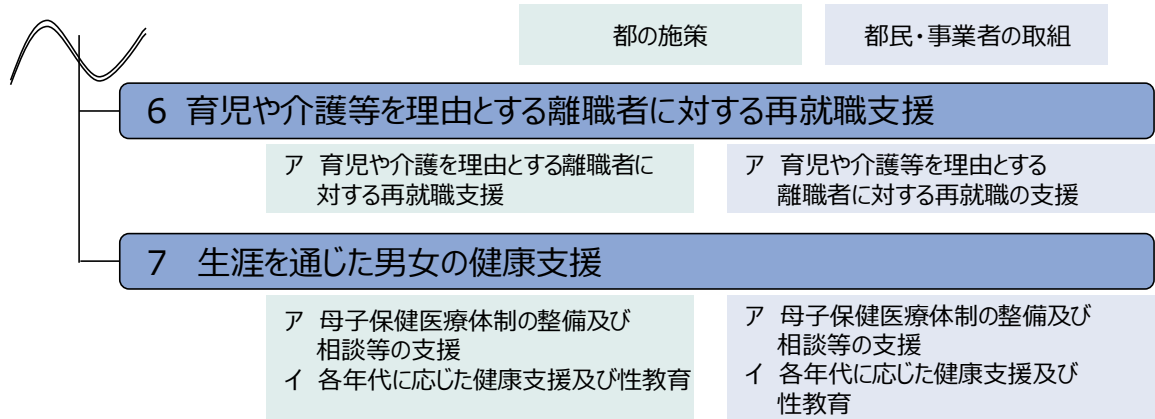 都の施策
都民・事業者の取組
6 育児や介護等を理由とする離職者に対する再就職支援
ア 育児や介護を理由とする離職者に
対する再就職支援
ア 育児や介護等を理由とする
離職者に対する再就職の支援
7 生涯を通じた男女の健康支援
ア 母子保健医療体制の整備及び
相談等の支援
イ 各年代に応じた健康支援及び性教育
ア 母子保健医療体制の整備及び
相談等の支援
イ 各年代に応じた健康支援及び
性教育